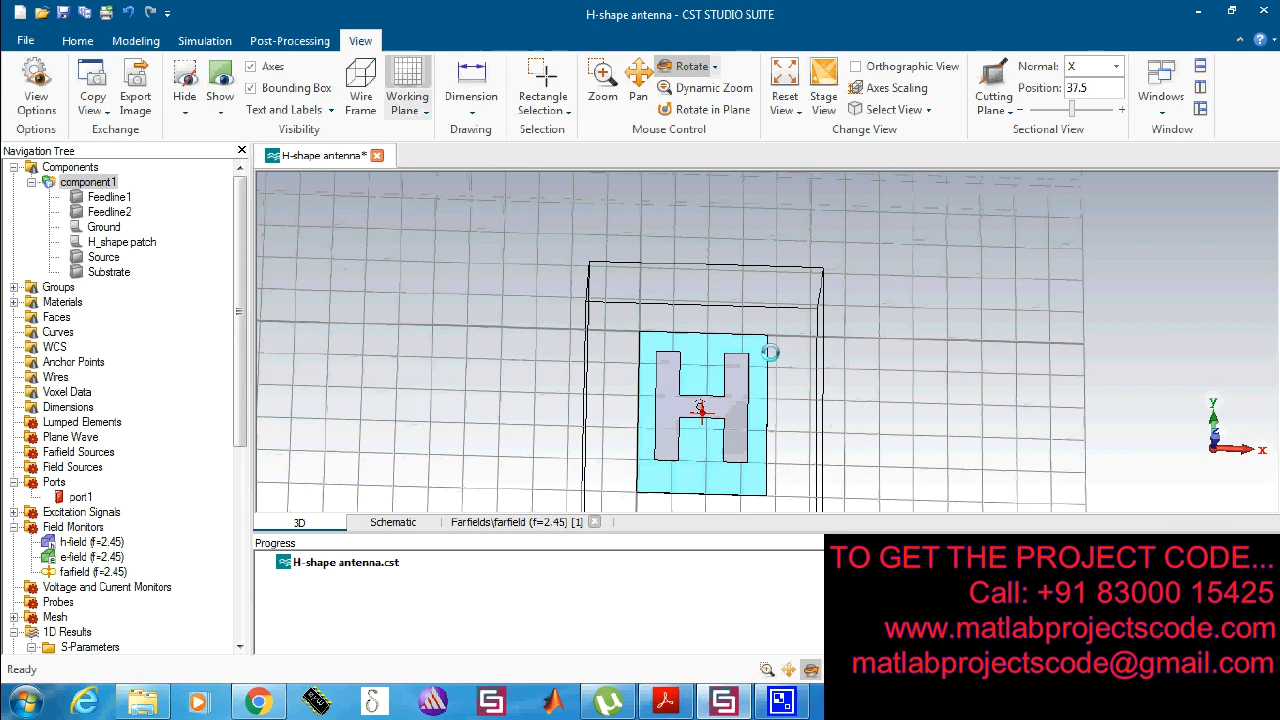 H-shape antenna - CST STUDIO SUITE
File Home Modeling Simulation Post-Processing View
View Options
Options
Copy View
Export Image
Exchange
Hide
Show
Axes
Bounding Box
Text and Labels
Visibility
Wire Frame
Working Plane
Dimension
Drawing
Rectangle Selection
Selection
Zoom
Pan
Rotate
Dynamic Zoom
Rotate in Plane
Mouse Control
Reset View
Stage View
Orthographic View
Axes Scaling
Select View
Change View
Cutting Plane
Normal: X
Position: 37.5
Sectional View
Windows
Window
Navigation Tree
H-shape antenna*
Components
component1
Feedline1
Feedline2
Ground
H_shape patch
Source
Substrate
Groups
Materials
Faces
Curves
WCS
Anchor Points
Wires
Voxel Data
Dimensions
Lumped Elements
Plane Wave
Farfield Sources
Field Sources
Ports
port1
Excitation Signals
Field Monitors
h-field (f=2.45)
e-field (f=2.45)
farfield (f=2.45)
Voltage and Current Monitors
Probes
Mesh
1D Results
S-Parameters
y
x
3D Schematic Farfields\farfield (f=2.45) [1]
Progress
H-shape antenna.cst
TO GET THE PROJECT CODE...
Call: +91 83000 15425
www.matlabprojectscode.com
matlabprojectscode@gmail.com
Ready